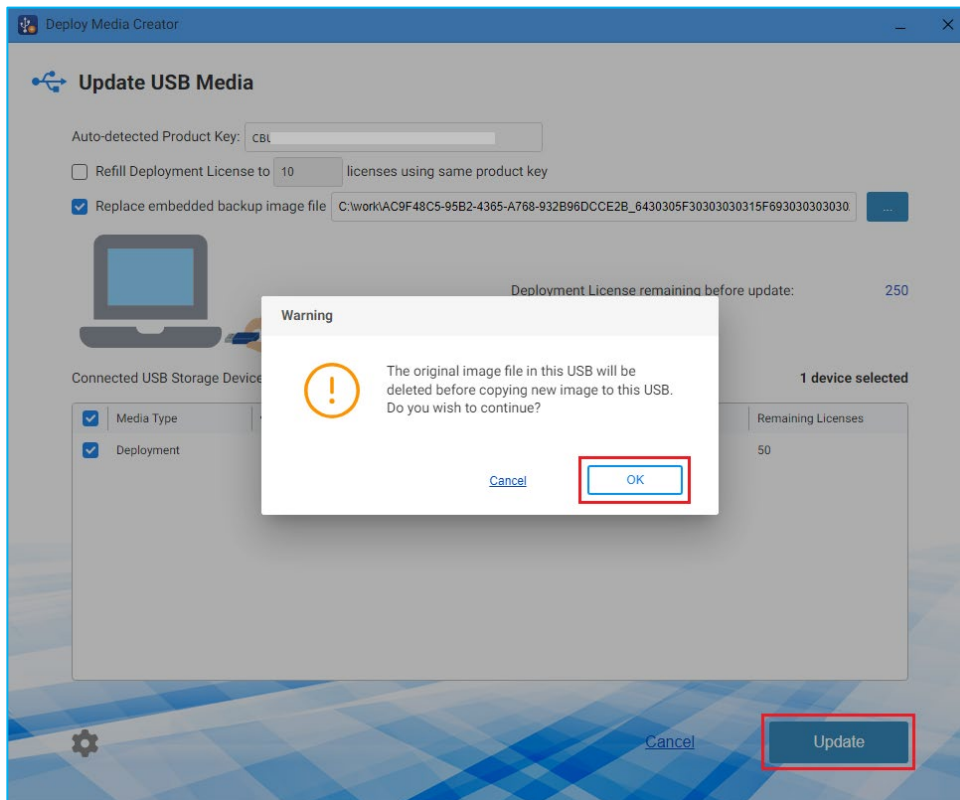 Deploy Media Creator
Update USB Media
Auto-detected Product Key: CBU
Refill Deployment License to 10 licenses using same product key
Replace embedded backup image file C:\work\AC9F48C5-95B2-4365-A768-932B96DCCE2B_6430305F30303030315F693030303030. ...
Deployment License remaining before update: 250
Warning
The original image file in this USB will be
deleted before copying new image to this USB.
Do you wish to continue?
Connected USB Storage Device
1 device selected
Media Type Remaining Licenses
Deployment 50
Cancel OK
Cancel Update